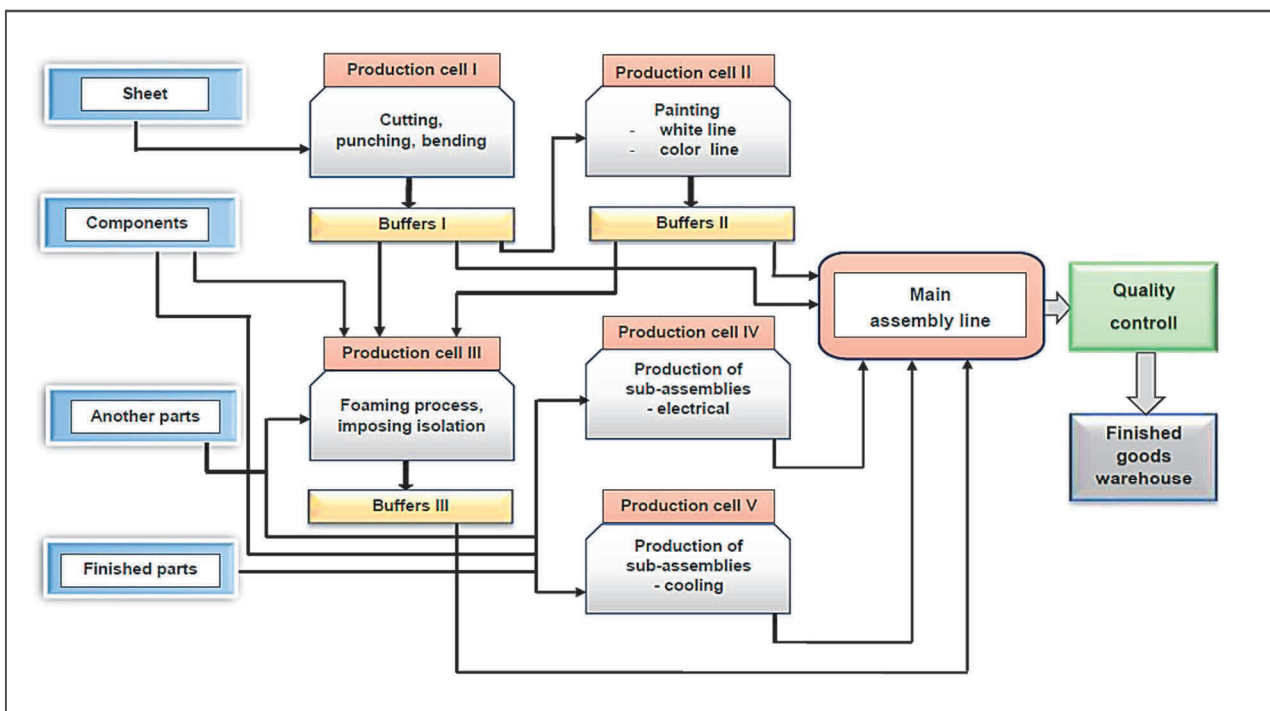 Sheet
Production cell I
Cutting,
punching, bending
Buffers I
Production cell II
Painting
- white line
- color line
Buffers II
Components
Production cell III
Foaming process,
imposing isolation
Buffers III
Another parts
Finished parts
Production cell IV
Production of
sub-assemblies
- electrical
Production cell V
Production of
sub-assemblies
- cooling
Main
assembly line
Quality
controll
Finished
goods
warehouse